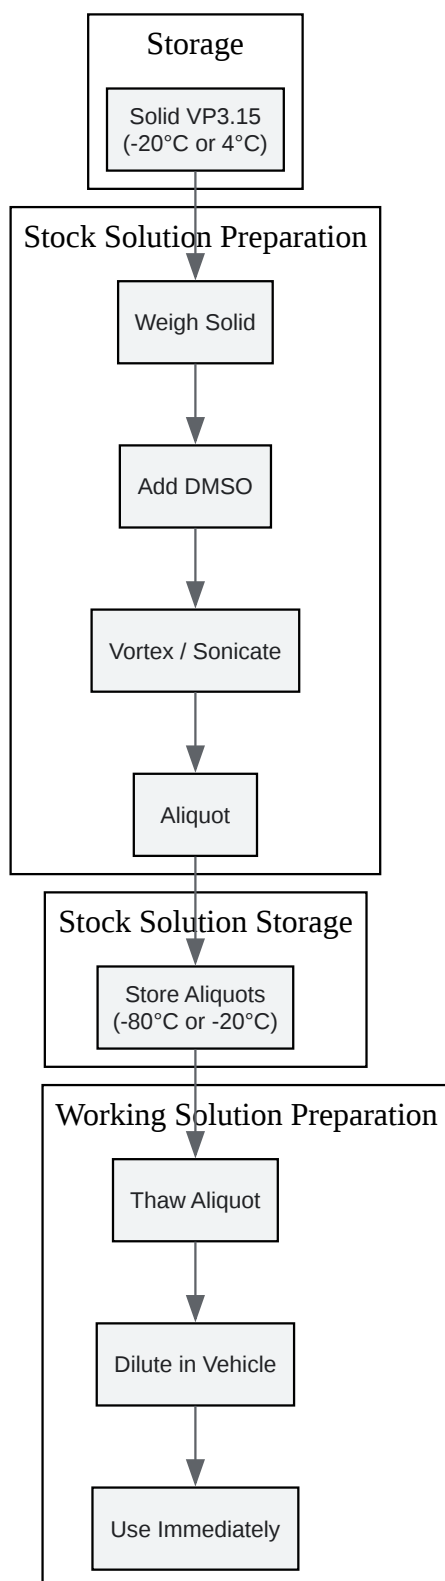 Storage
Solid VP3.15
(-20°C or 4°C)
Stock Solution Preparation
Weigh Solid
Add DMSO
Vortex / Sonicate
Aliquot
Stock Solution Storage
Store Aliquots
(-80°C or -20°C)
Working Solution Preparation
Thaw Aliquot
Dilute in Vehicle
Use Immediately